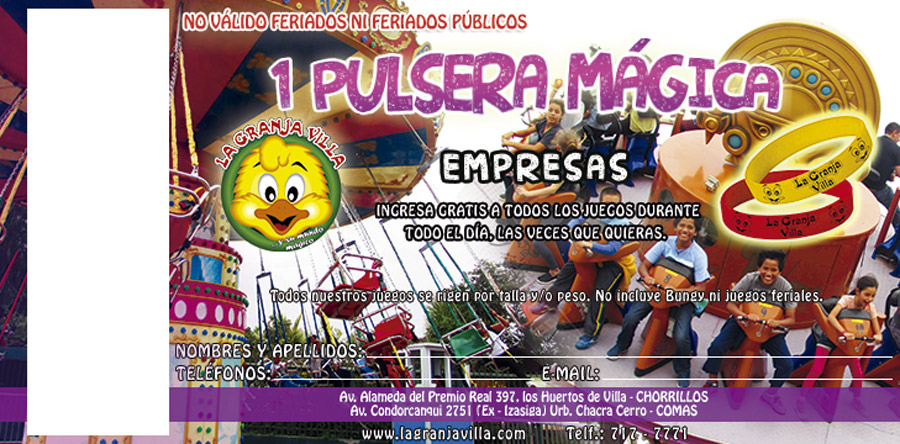 NO VÁLIDO FERIADOS NI FERIADOS PÚBLICOS
1 PULSERA MÁGICA
LA GRANJA VILLA
...Y su mundo
mágico
EMPRESAS
La Granja
Villa
La Granja
Villa
INGRESA GRATIS A TODOS LOS JUEGOS DURANTE
TODO EL DÍA, LAS VECES QUE QUIERAS.
Todos nuestros juegos se rigen por talla y/o peso. No incluye Bungy ni juegos feriales.
NOMBRES Y APELLIDOS:
TELÉFONOS: E-MAIL:
Av. Alameda del Premio Real 397, los Huertos de Villa - CHORRILLOS
Av. Condorcanqui 2751 (Ex - Izasiga) Urb. Chacra Cerro - COMAS
www.lagranjavilla.com Telf.: 717 - 7771